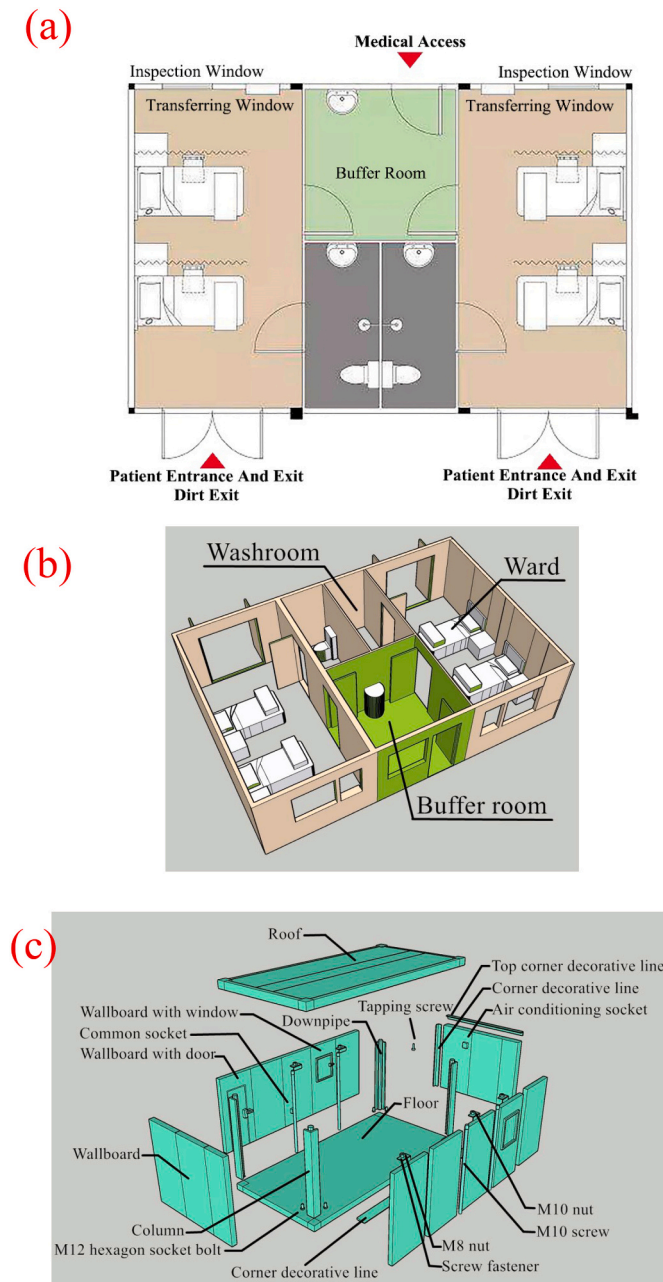 (a)
Medical Access
Inspection Window
Inspection Window
Transferring Window
Transferring Window
Buffer Room
Patient Entrance And Exit
Dirt Exit
Patient Entrance And Exit
Dirt Exit
(b)
Washroom
Ward
Buffer room
(c)
Roof
Top corner decorative line
Wallboard with window
Tapping screw
Corner decorative line
Common socket
Downpipe
Air conditioning socket
Wallboard with door
Floor
Wallboard
M10 nut
Column
M10 screw
M12 hexagon socket bolt
M8 nut
Corner decorative line
Screw fastener